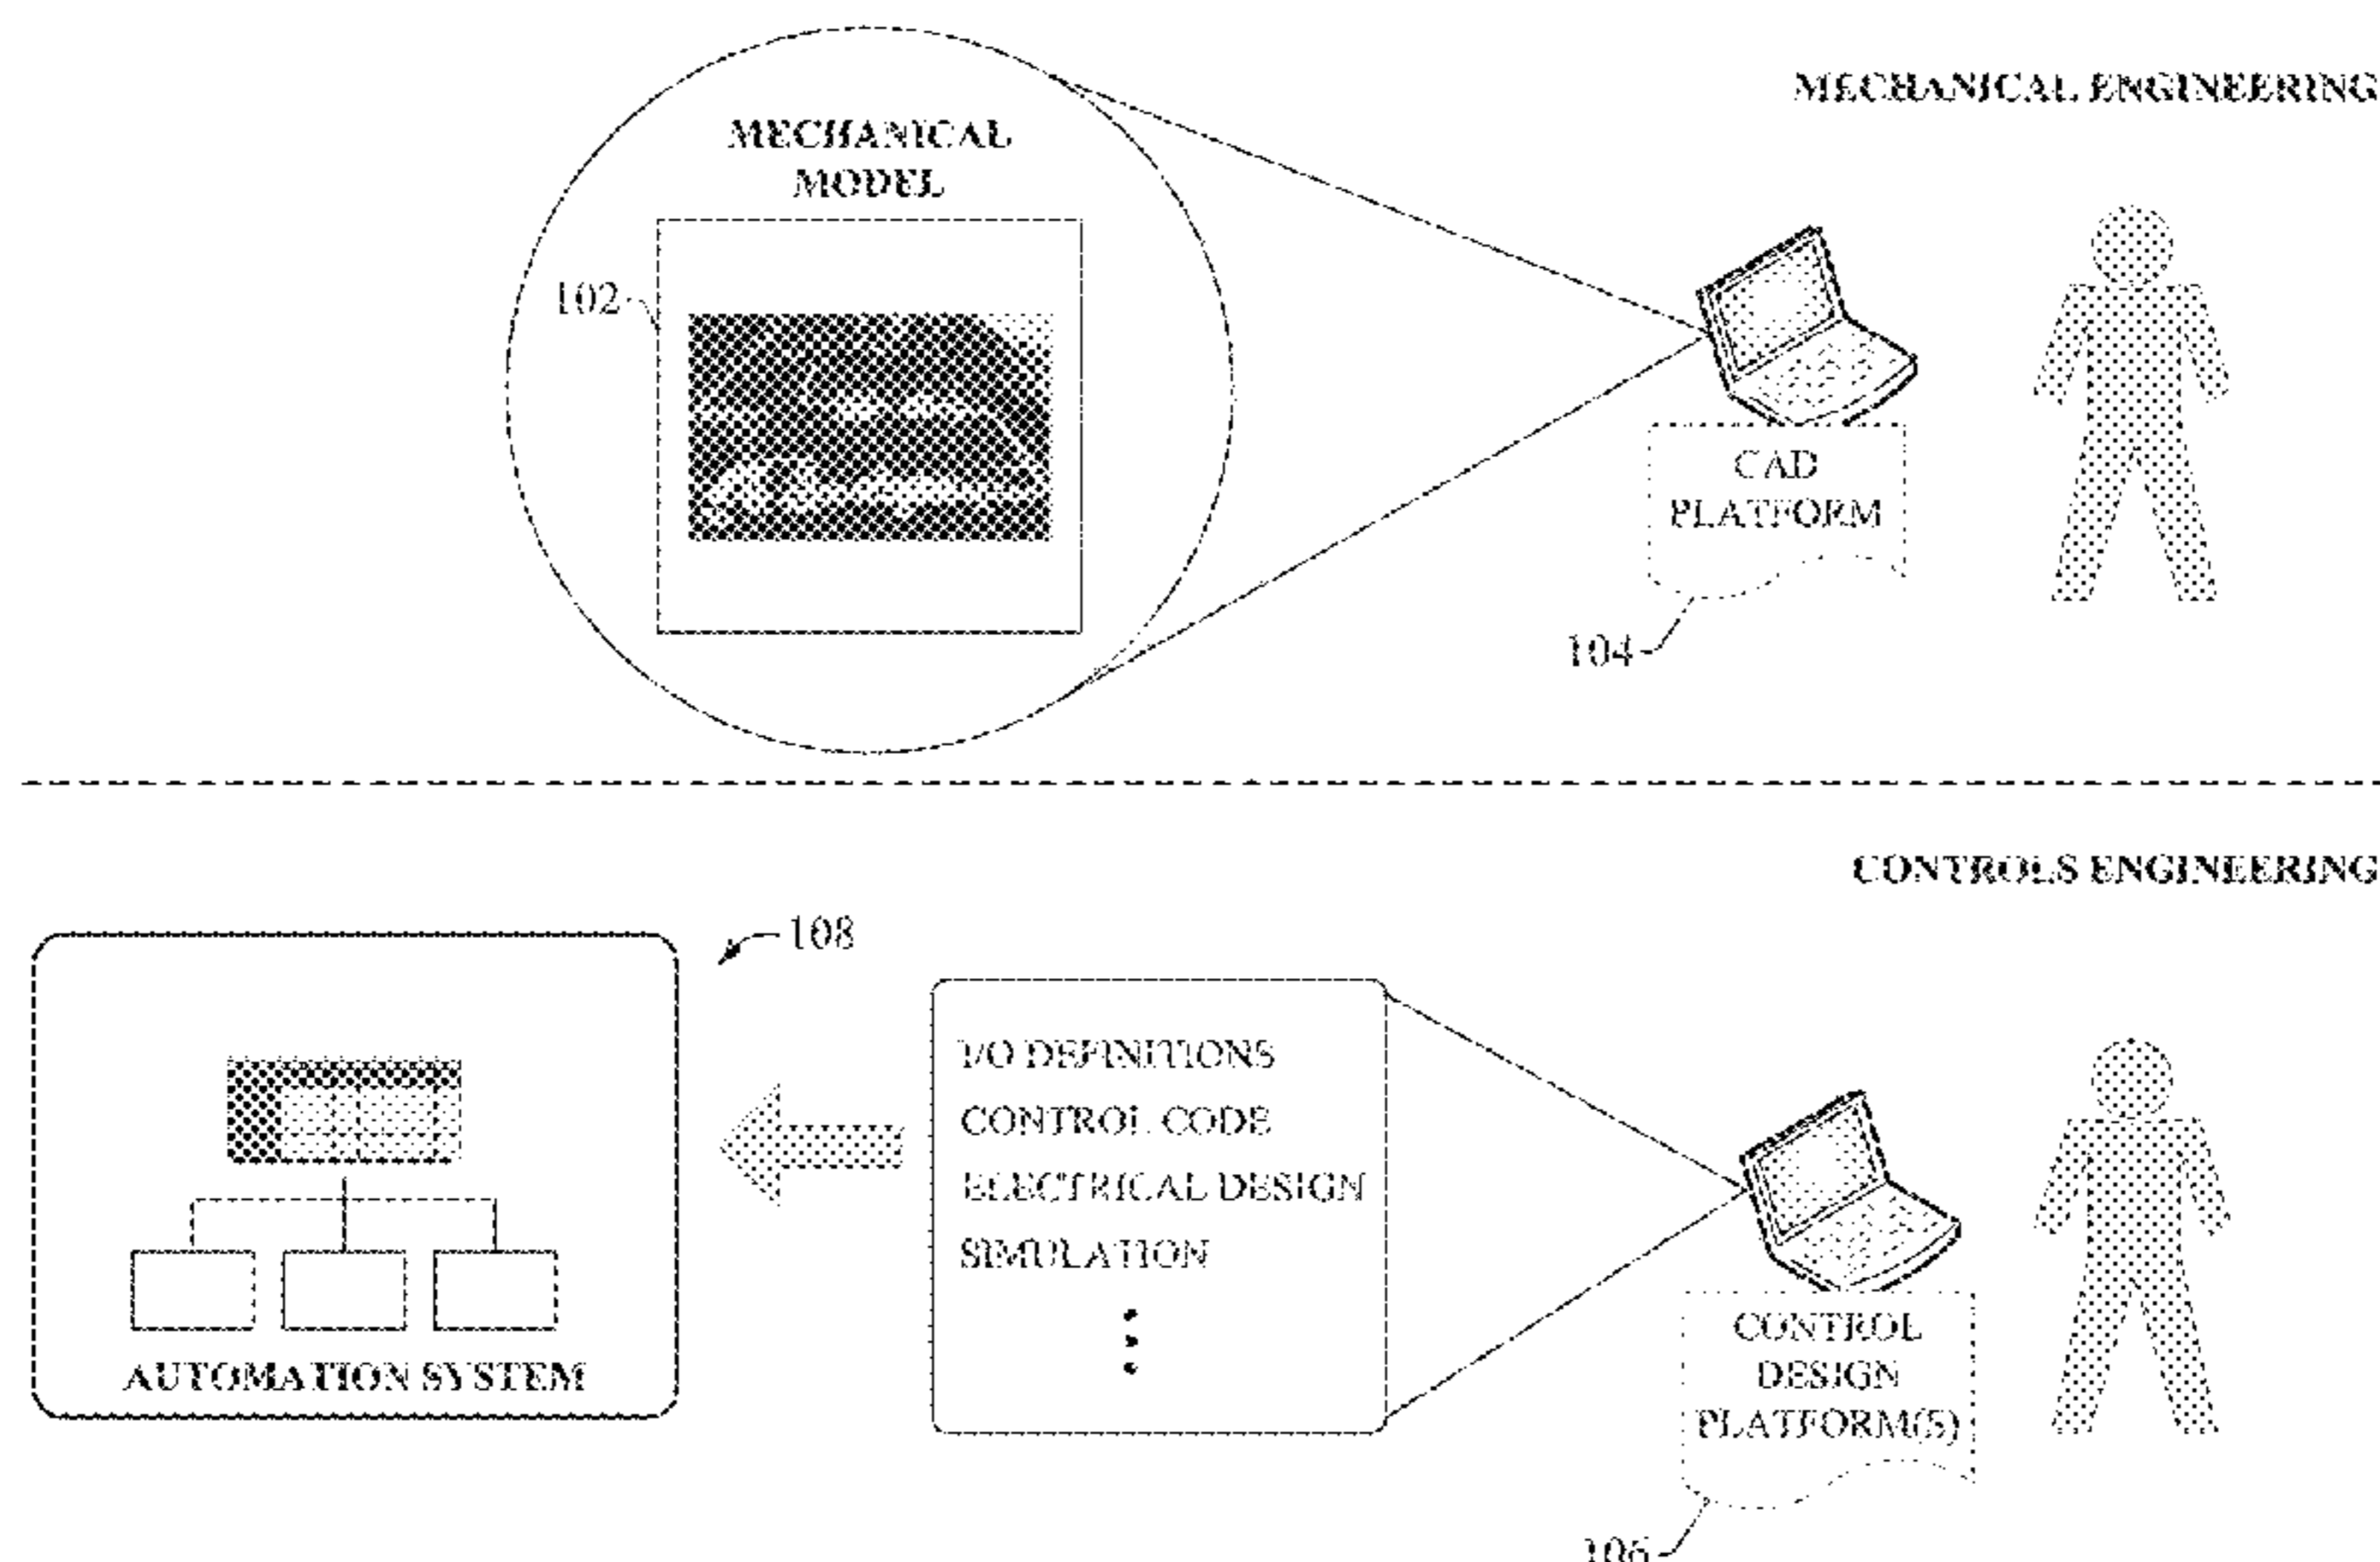 MECHANICAL ENGINEERING
MECHANICAL
MODEL
102
CAD
PLATFORM
104
CONTROLS ENGINEERING
108
I/O DEFINITIONS
CONTROL CODE
ELECTRICAL DESIGN
SIMULATION
AUTOMATION SYSTEM
CONTROL
DESIGN
PLATFORM(S)
106